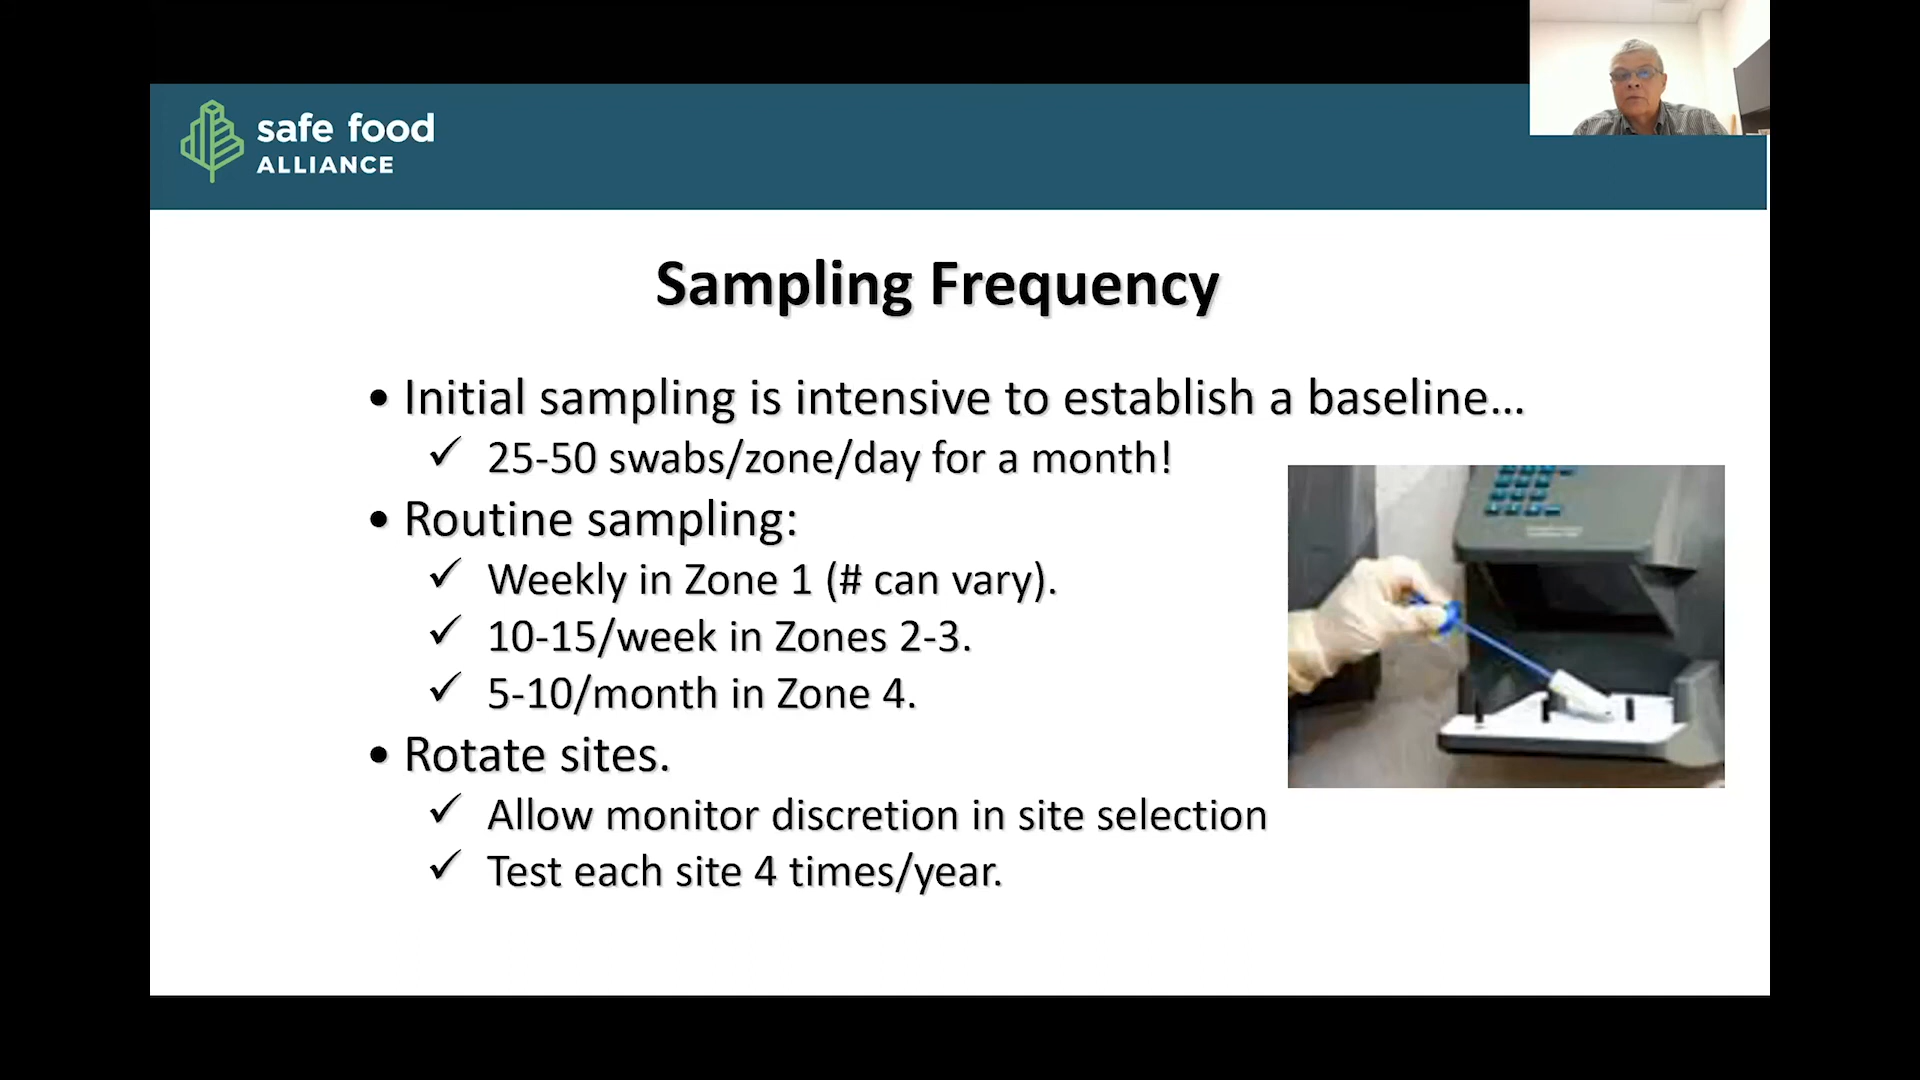 safe food
ALLIANCE
Sampling Frequency
• Initial sampling is intensive to establish a baseline…
✓ 25-50 swabs/zone/day for a month!
• Routine sampling:
✓ Weekly in Zone 1 (# can vary).
✓ 10-15/week in Zones 2-3.
✓ 5-10/month in Zone 4.
• Rotate sites.
✓ Allow monitor discretion in site selection
✓ Test each site 4 times/year.